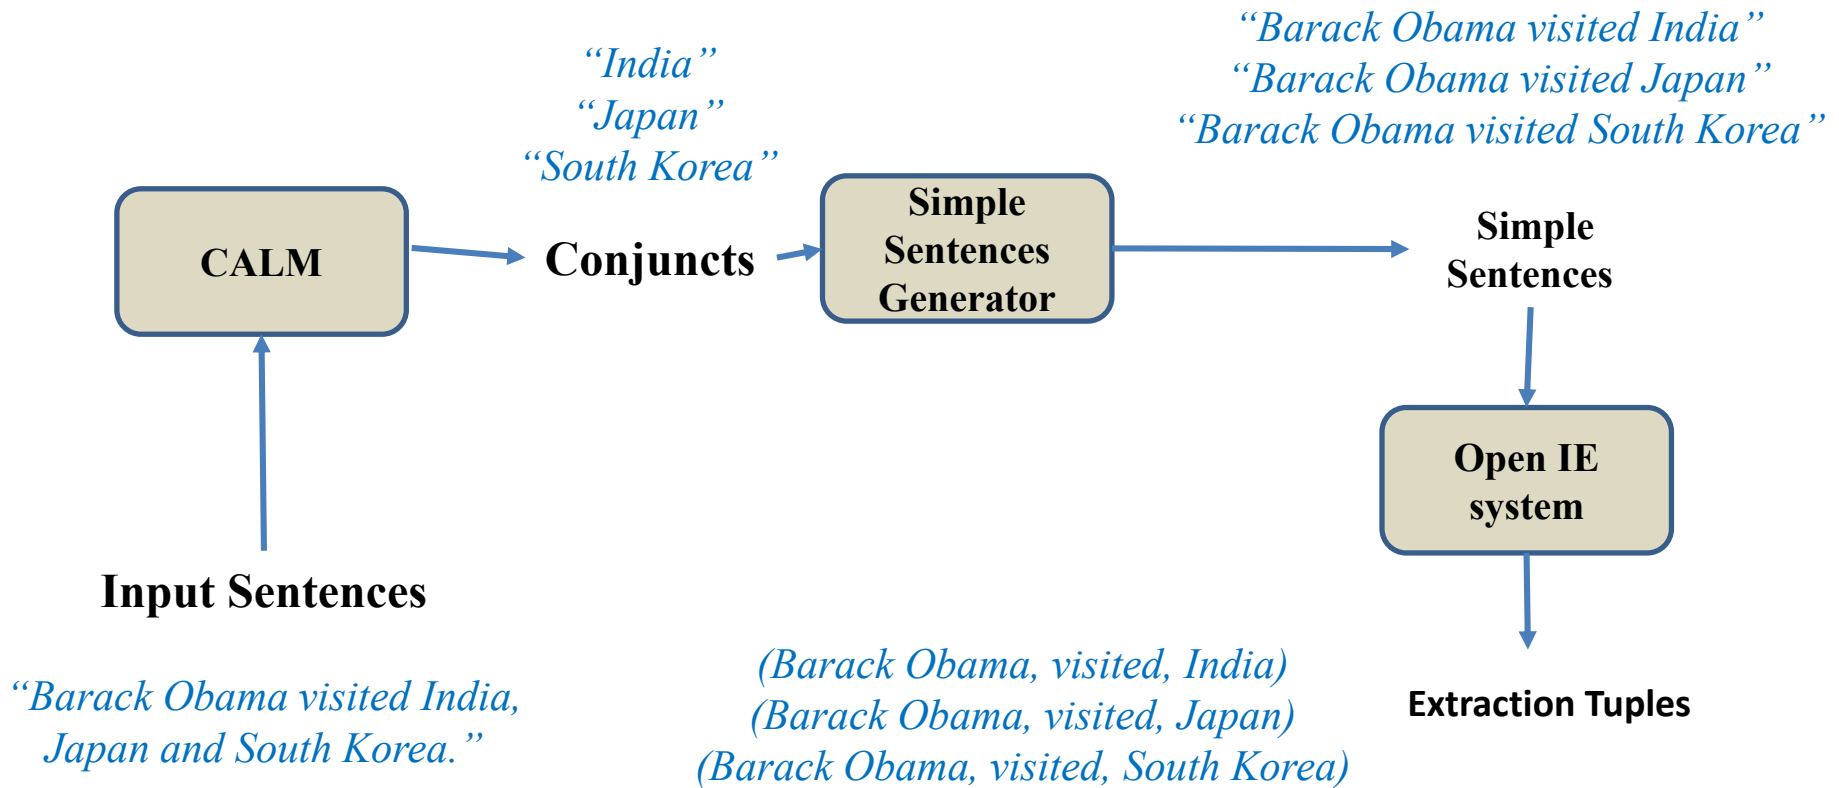 “Barack Obama visited India”
“Barack Obama visited Japan”
“Barack Obama visited South Korea”
“India”
“Japan”
“South Korea”
CALM
Conjuncts
Simple
Sentences
Generator
Simple
Sentences
Open IE
system
Input Sentences
“Barack Obama visited India,
Japan and South Korea.”
(Barack Obama, visited, India)
(Barack Obama, visited, Japan)
(Barack Obama, visited, South Korea)
Extraction Tuples